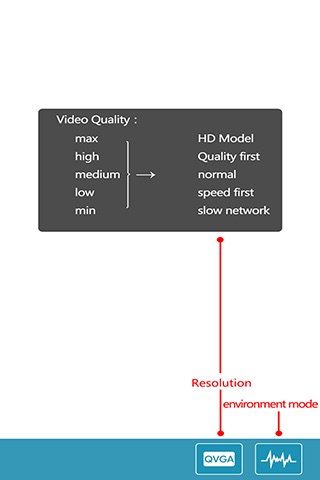 Video Quality :
max HD Model
high Quality first
medium normal
low speed first
min slow network
Resolution
environment mode
QVGA